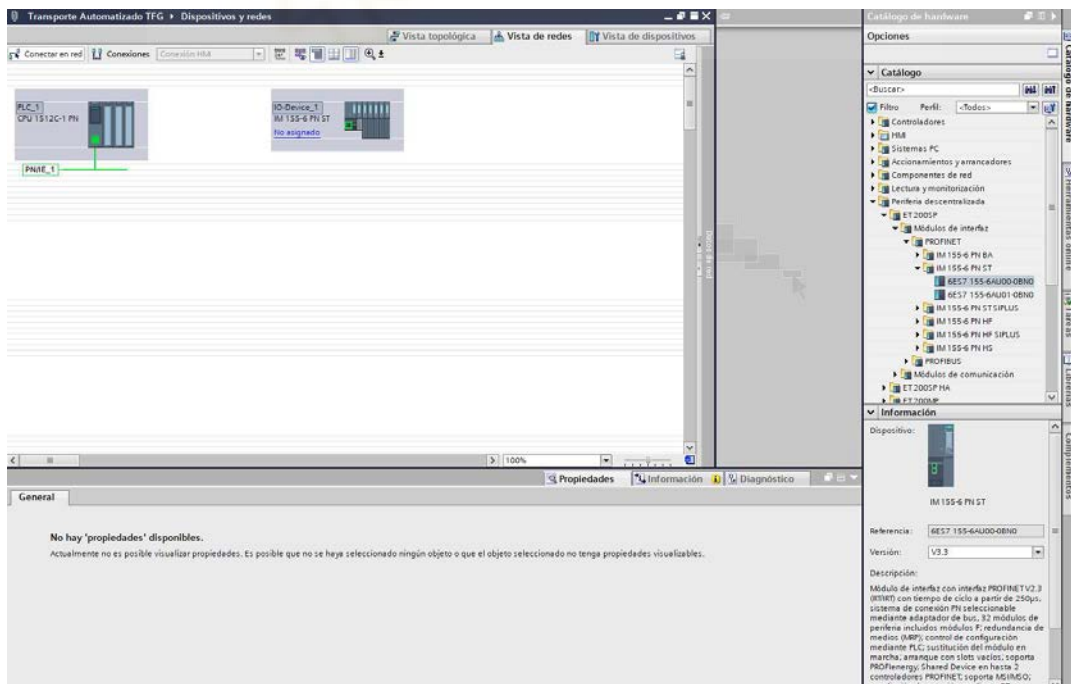 Transporte Automatizado TFG ▸ Dispositivos y redes
Vista topológica
Vista de redes
Vista de dispositivos
Conectar en red
Conexiones
Conexión HMI
PLC_1
CPU 1512C-1 PN
IO-Device_1
IM 155-6 PN ST
No asignado
PN/IE_1
Datos de red
100%
Propiedades
Información
Diagnóstico
General
No hay 'propiedades' disponibles.
Actualmente no es posible visualizar propiedades. Es posible que no se haya seleccionado ningún objeto o que el objeto seleccionado no tenga propiedades visualizables.
Catálogo de hardware
Opciones
Catálogo
<Buscar>
Filtro Perfil: <Todos>
Controladores
HMI
Sistemas PC
Accionamientos y arrancadores
Componentes de red
Lectura y monitorización
Periferia descentralizada
ET 200SP
Módulos de interfaz
PROFINET
IM 155-6 PN BA
IM 155-6 PN ST
6ES7 155-6AU00-0BN0
6ES7 155-6AU01-0BN0
IM 155-6 PN ST SIPLUS
IM 155-6 PN HF
IM 155-6 PN HF SIPLUS
IM 155-6 PN HS
PROFIBUS
Módulos de comunicación
ET 200SP HA
ET 200MP
Información
Dispositivo:
IM 155-6 PN ST
Referencia: 6ES7 155-6AU00-0BN0
Versión: V3.3
Descripción:
Módulo de interfaz con interfaz PROFINET V2.3
(RT/IRT) con tiempo de ciclo a partir de 250µs,
sistema de conexión PN seleccionable
mediante adaptador de bus, 32 módulos de
periferia incluidos módulos F; redundancia de
medios (MRP); control de configuración
mediante PLC; sustitución del módulo en
marcha; arranque con slots vacíos; soporta
PROFIenergy; Shared Device en hasta 2
controladores PROFINET; soporta MSI/MSO;
Catálogo de hardware
Herramientas online
Tareas
Librerías
Complementos